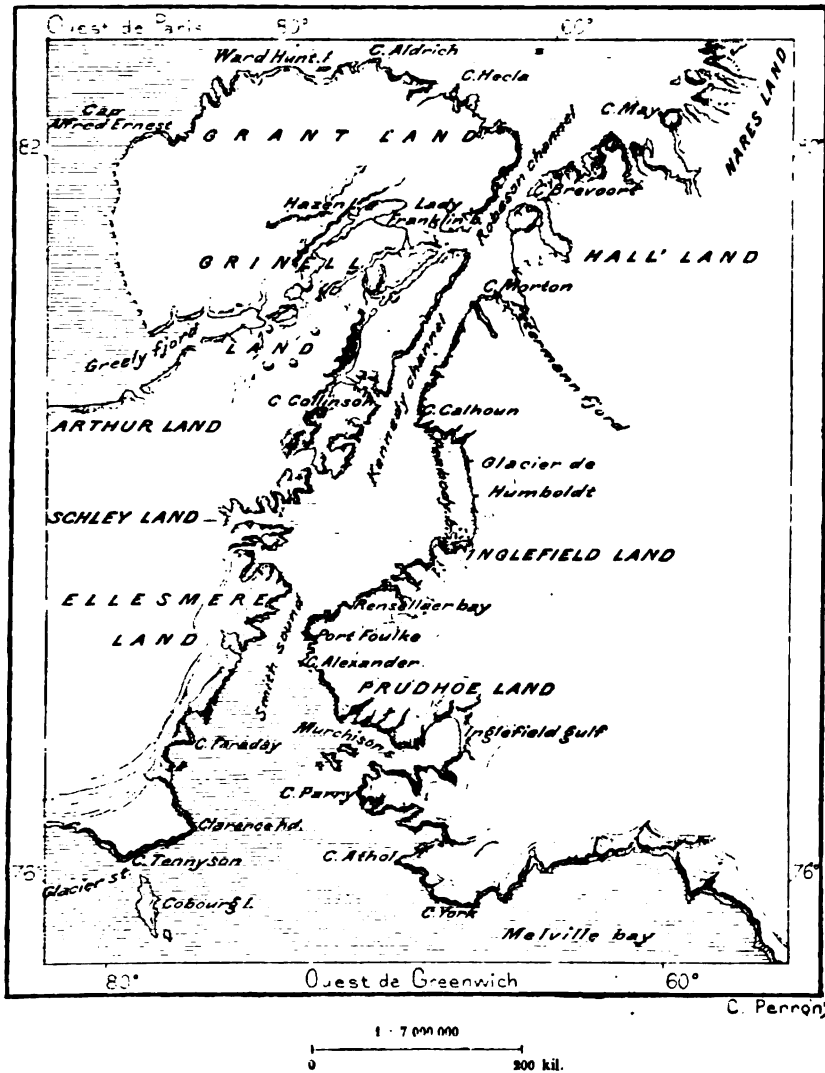 Ouest de Paris 80° 60°
Ward Hunt. I
C. Aldrich
C. Hecla
Cap
Alfred Ernest
82
GRANT LAND
C. May
NARES LAND
Robeson channel
C. Brevoort
Hazen L.
Lady
Franklin b.
GRINELL
LAND
HALL' LAND
C. Morton
Petermann fjord
Greely fjord
C Collinson
Kennedy channel
C. Calhoun
ARTHUR LAND
Peabody b.
Glacier de
Humboldt
SCHLEY LAND
INGLEFIELD LAND
ELLESMERE
LAND
Rensellaer bay
Smith sound
Port Foulke
C. Alexander
PRUDHOE LAND
Murchison s.
Inglefield gulf
C. Faraday
C. Parry
Clarence hd.
C. Tennyson
C. Athol
76° 76°
Glacier st.
Cobourg I.
C. York
Melville bay
80° Ouest de Greenwich 60°
C. Perron
1 : 7 000 000
0 200 kil.